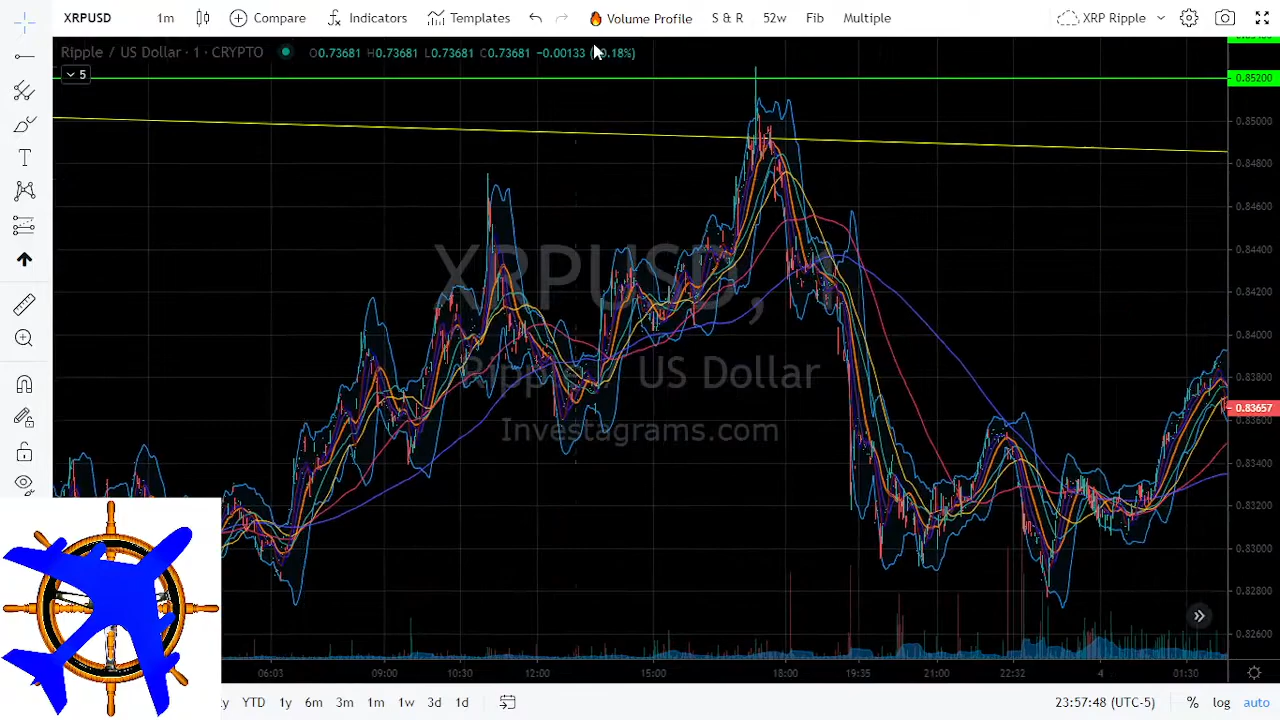 XRPUSD 1m Compare Indicators Templates Volume Profile S & R 52w Fib Multiple XRP Ripple
Ripple / US Dollar · 1 · CRYPTO O0.73681 H0.73681 L0.73681 C0.73681 −0.00133
5
0.85200
0.85000
0.84800
0.84600
0.84400
0.84200
0.84000
0.83800
0.83657
0.83600
0.83400
0.83200
0.83000
0.82800
0.82600
XRPUSD,
Ripple / US Dollar
Investagrams.com
06:03 09:00 10:30 12:00 15:00 18:00 19:35 21:00 22:32 4 01:30
YTD 1y 6m 3m 1m 1w 3d 1d 23:57:48 (UTC-5) % log auto